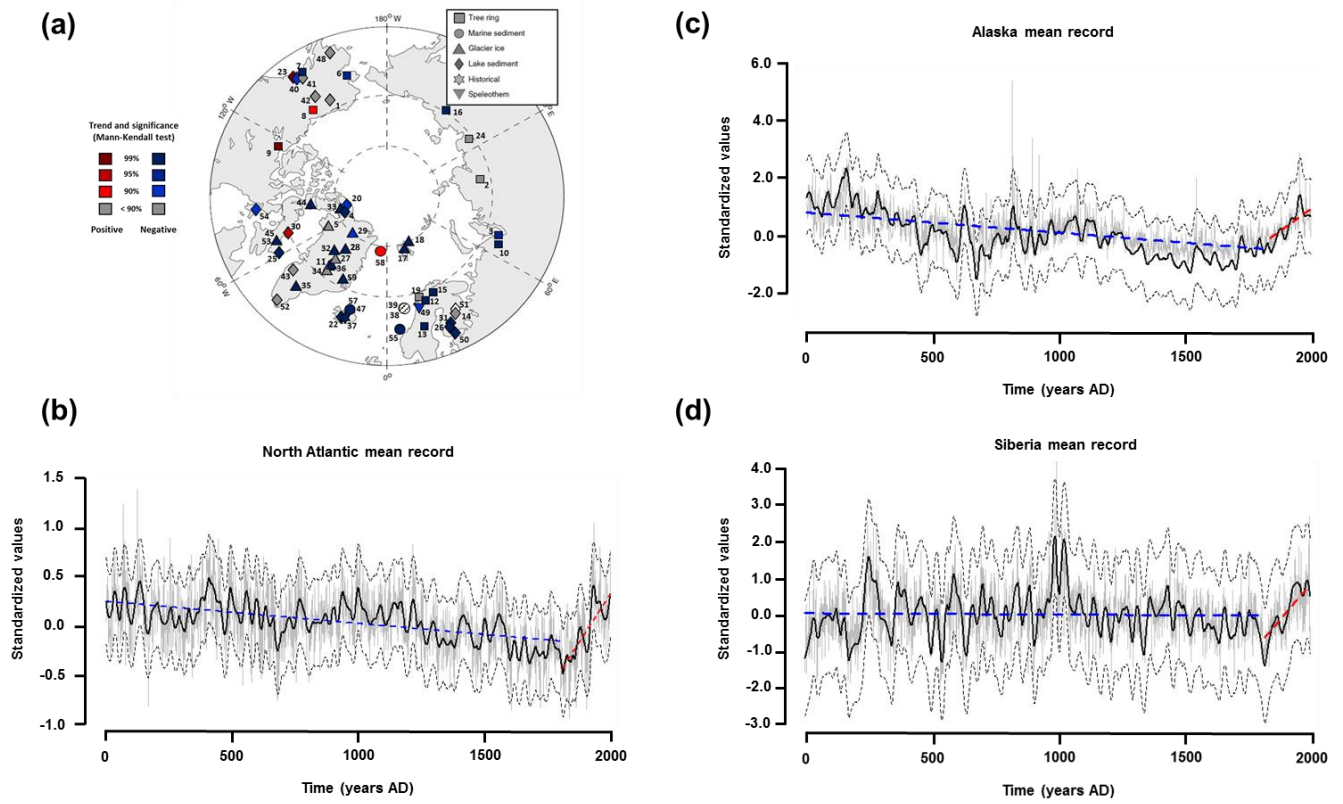 (a)
180°
120° W
60° W
0°
60° E
E
Tree ring
Marine sediment
Glacier ice
Lake sediment
Historical
Speleothem
Trend and significance
(Mann-Kendall test)
99%
95%
90%
< 90%
Positive Negative
48
7
23
6
40
41
42
1
8
9
16
24
2
3
10
54
44
33
20
4
5
30
45
53
25
29
32
28
27
11
34
36
59
43
35
52
58
18
17
57
47
22
37
39
38
55
19
15
12
49
13
51
14
31
26
50
(b)
North Atlantic mean record
Standardized values
1.5
1.0
0.5
0.0
-0.5
-1.0
0 500 1000 1500 2000
Time (years AD)
(c)
Alaska mean record
Standardized values
6.0
4.0
2.0
0.0
-2.0
0 500 1000 1500 2000
Time (years AD)
(d)
Siberia mean record
Standardized values
4.0
3.0
2.0
1.0
0.0
-1.0
-2.0
-3.0
0 500 1000 1500 2000
Time (years AD)